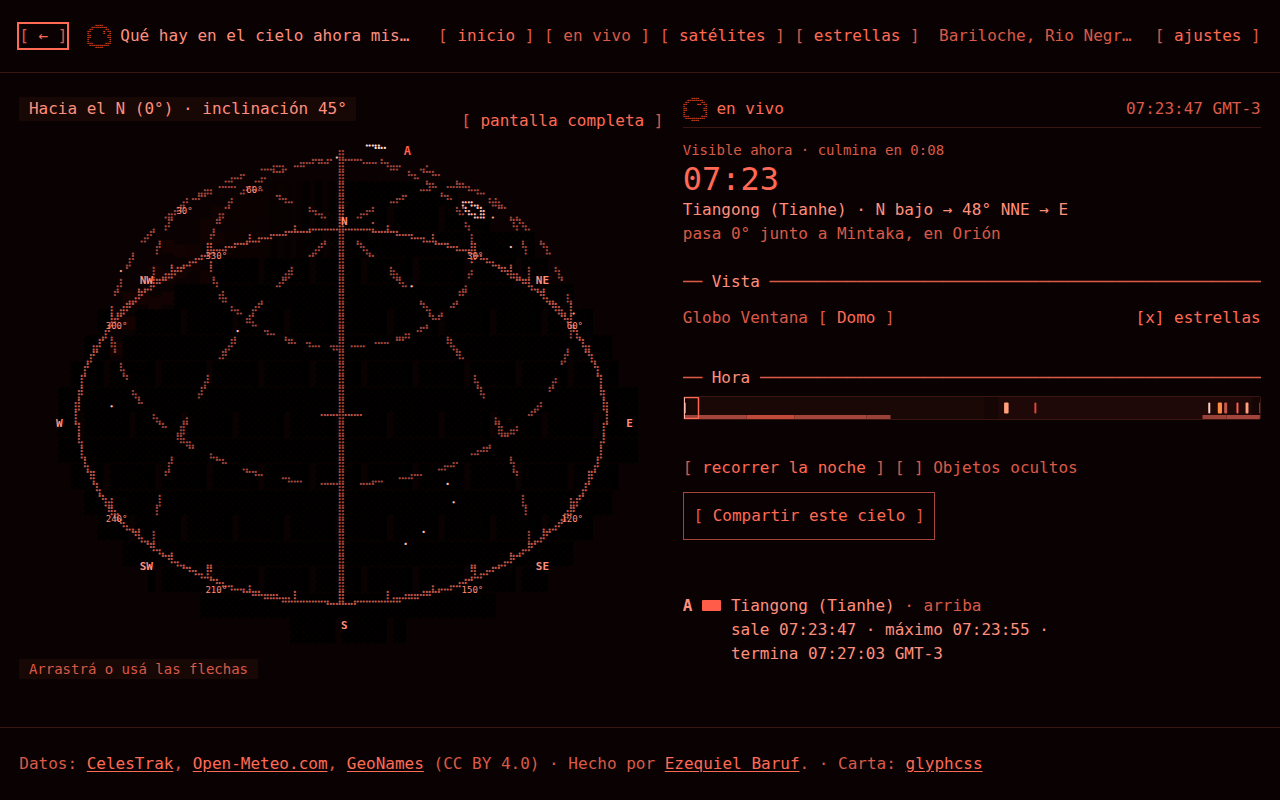 [ ← ] Qué hay en el cielo ahora mis… [ inicio ] [ en vivo ] [ satélites ] [ estrellas ] Bariloche, Rio Negr… [ ajustes ]
Hacia el N (0°) · inclinación 45°
[ pantalla completa ]
A
60°
30°
N
330°
30°
NW
NE
300°
60°
W
E
240°
120°
SW
SE
210°
150°
S
Arrastrá o usá las flechas
en vivo 07:23:47 GMT-3
Visible ahora · culmina en 0:08
07:23
Tiangong (Tianhe) · N bajo → 48° NNE → E
pasa 0° junto a Mintaka, en Orión
Vista
Globo Ventana [ Domo ] [x] estrellas
Hora
[ recorrer la noche ] [ ] Objetos ocultos
[ Compartir este cielo ]
A Tiangong (Tianhe) · arriba
sale 07:23:47 · máximo 07:23:55 ·
termina 07:27:03 GMT-3
Datos: CelesTrak, Open-Meteo.com, GeoNames (CC BY 4.0) · Hecho por Ezequiel Baruf. · Carta: glyphcss